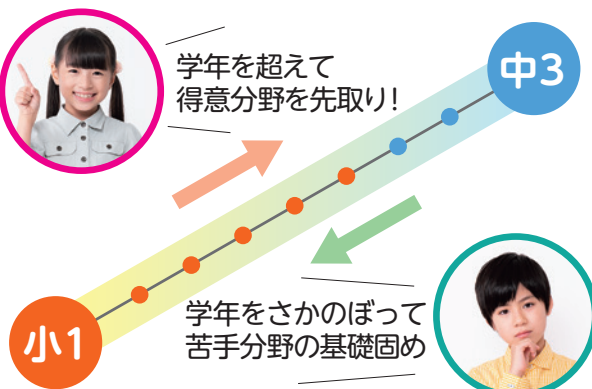 学年を超えて
得意分野を先取り!
中3
小1
学年をさかのぼって
苦手分野の基礎固め